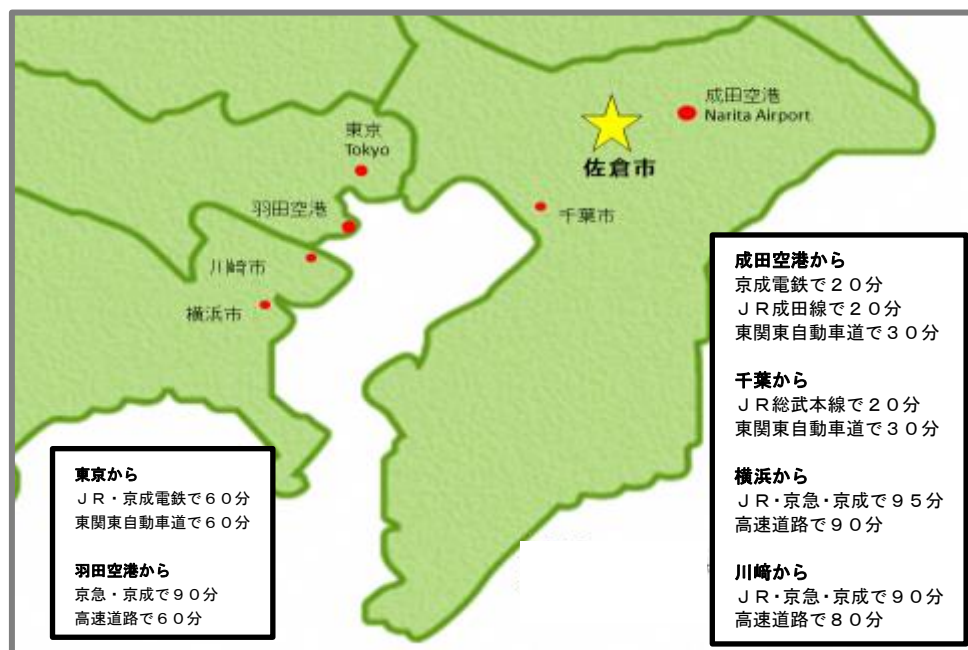 成田空港
Narita Airport
東京
Tokyo
佐倉市
羽田空港
千葉市
川崎市
横浜市
成田空港から
京成電鉄で２０分
ＪＲ成田線で２０分
東関東自動車道で３０分
千葉から
ＪＲ総武本線で２０分
東関東自動車道で３０分
横浜から
ＪＲ・京急・京成で９５分
高速道路で９０分
川﨑から
ＪＲ・京急・京成で９０分
高速道路で８０分
東京から
ＪＲ・京成電鉄で６０分
東関東自動車道で６０分
羽田空港から
京急・京成で９０分
高速道路で６０分